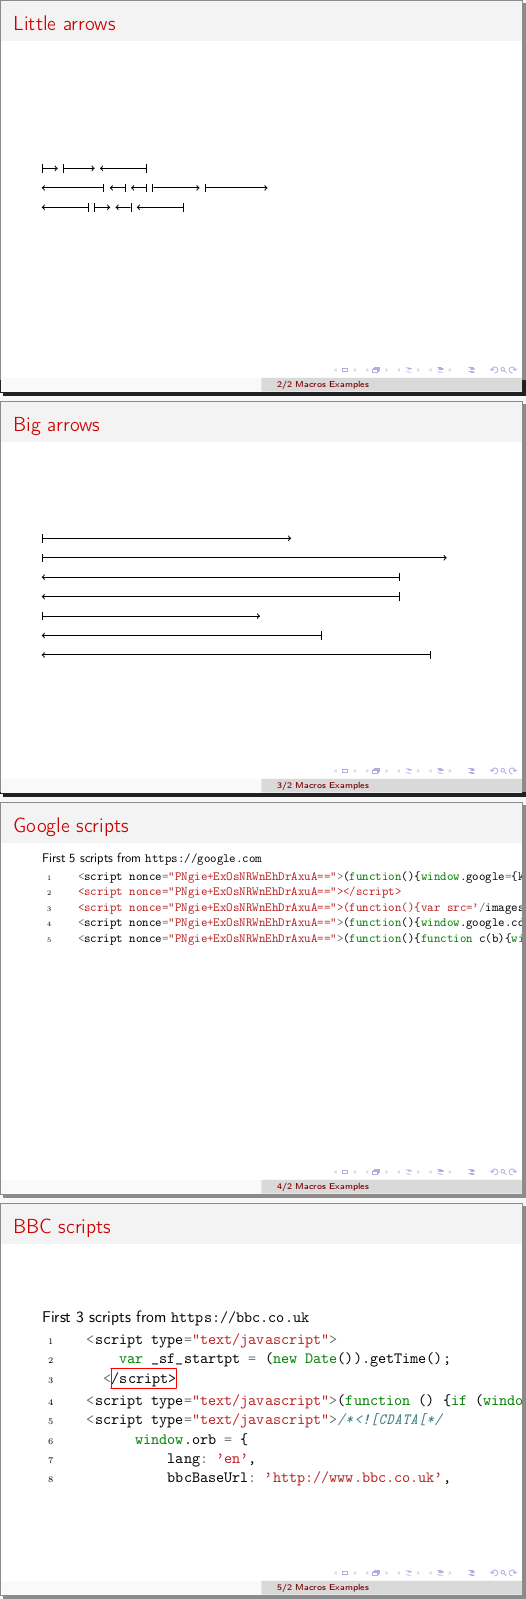 Little arrows
2/2 Macros Examples
Big arrows
3/2 Macros Examples
Google scripts
First 5 scripts from https://google.com
1 <script nonce="PNgie+ExOsNRWnEhDrAxuA==">(function(){window.google={k
2 <script nonce="PNgie+ExOsNRWnEhDrAxuA=="></script>
3 <script nonce="PNgie+ExOsNRWnEhDrAxuA==">(function(){var src='/images
4 <script nonce="PNgie+ExOsNRWnEhDrAxuA==">(function(){window.google.cc
5 <script nonce="PNgie+ExOsNRWnEhDrAxuA==">(function(){function c(b){wi
4/2 Macros Examples
BBC scripts
First 3 scripts from https://bbc.co.uk
1 <script type="text/javascript">
2 var _sf_startpt = (new Date()).getTime();
3 </script>
4 <script type="text/javascript">(function () {if (windo
5 <script type="text/javascript">/*<![CDATA[*/
6 window.orb = {
7 lang: 'en',
8 bbcBaseUrl: 'http://www.bbc.co.uk',
5/2 Macros Examples